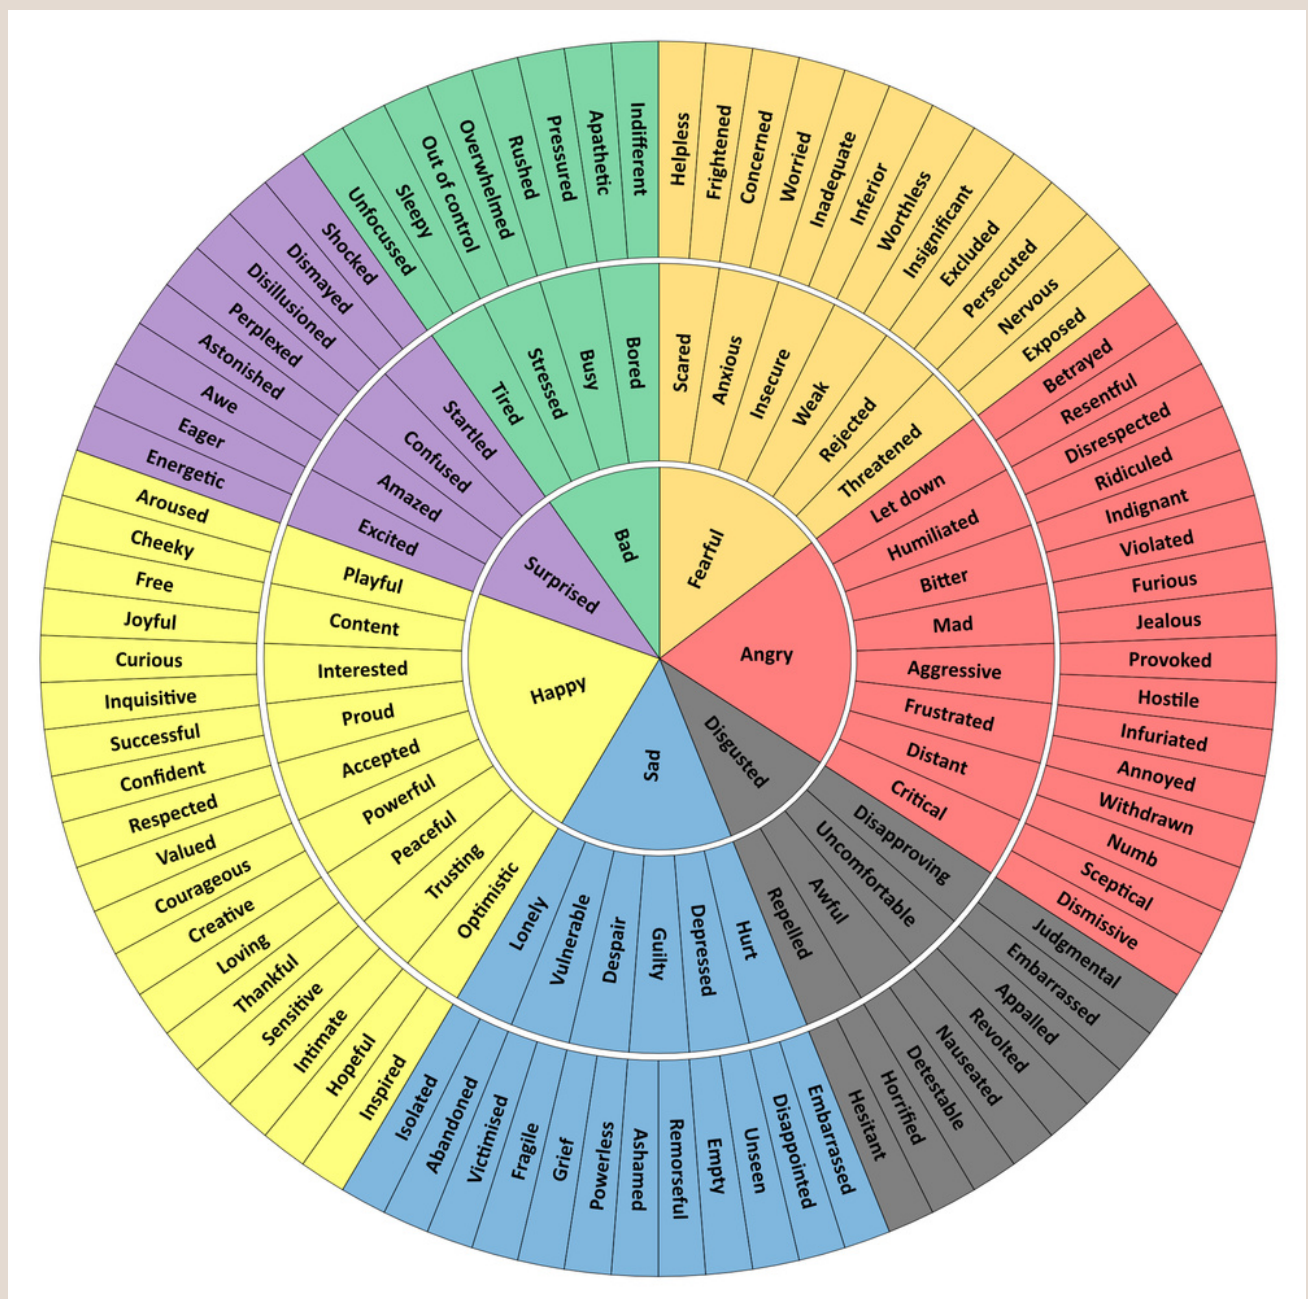 Bad
Fearful
Angry
Disgusted
Sad
Happy
Surprised
Tired
Stressed
Busy
Bored
Scared
Anxious
Insecure
Weak
Rejected
Threatened
Let down
Humiliated
Bitter
Mad
Aggressive
Frustrated
Distant
Critical
Disapproving
Uncomfortable
Awful
Repelled
Hurt
Depressed
Guilty
Despair
Vulnerable
Lonely
Optimistic
Trusting
Peaceful
Powerful
Accepted
Proud
Interested
Content
Playful
Excited
Amazed
Confused
Startled
Unfocussed
Sleepy
Out of control
Overwhelmed
Rushed
Pressured
Apathetic
Indifferent
Helpless
Frightened
Concerned
Worried
Inadequate
Inferior
Worthless
Insignificant
Excluded
Persecuted
Nervous
Exposed
Betrayed
Resentful
Disrespected
Ridiculed
Indignant
Violated
Furious
Jealous
Provoked
Hostile
Infuriated
Annoyed
Withdrawn
Numb
Sceptical
Dismissive
Judgmental
Embarrassed
Appalled
Revolted
Nauseated
Detestable
Horrified
Hesitant
Embarrassed
Disappointed
Unseen
Empty
Remorseful
Ashamed
Powerless
Grief
Fragile
Victimised
Abandoned
Isolated
Inspired
Hopeful
Intimate
Sensitive
Thankful
Loving
Creative
Courageous
Valued
Respected
Confident
Successful
Inquisitive
Curious
Joyful
Free
Cheeky
Aroused
Energetic
Eager
Awe
Astonished
Perplexed
Disillusioned
Dismayed
Shocked